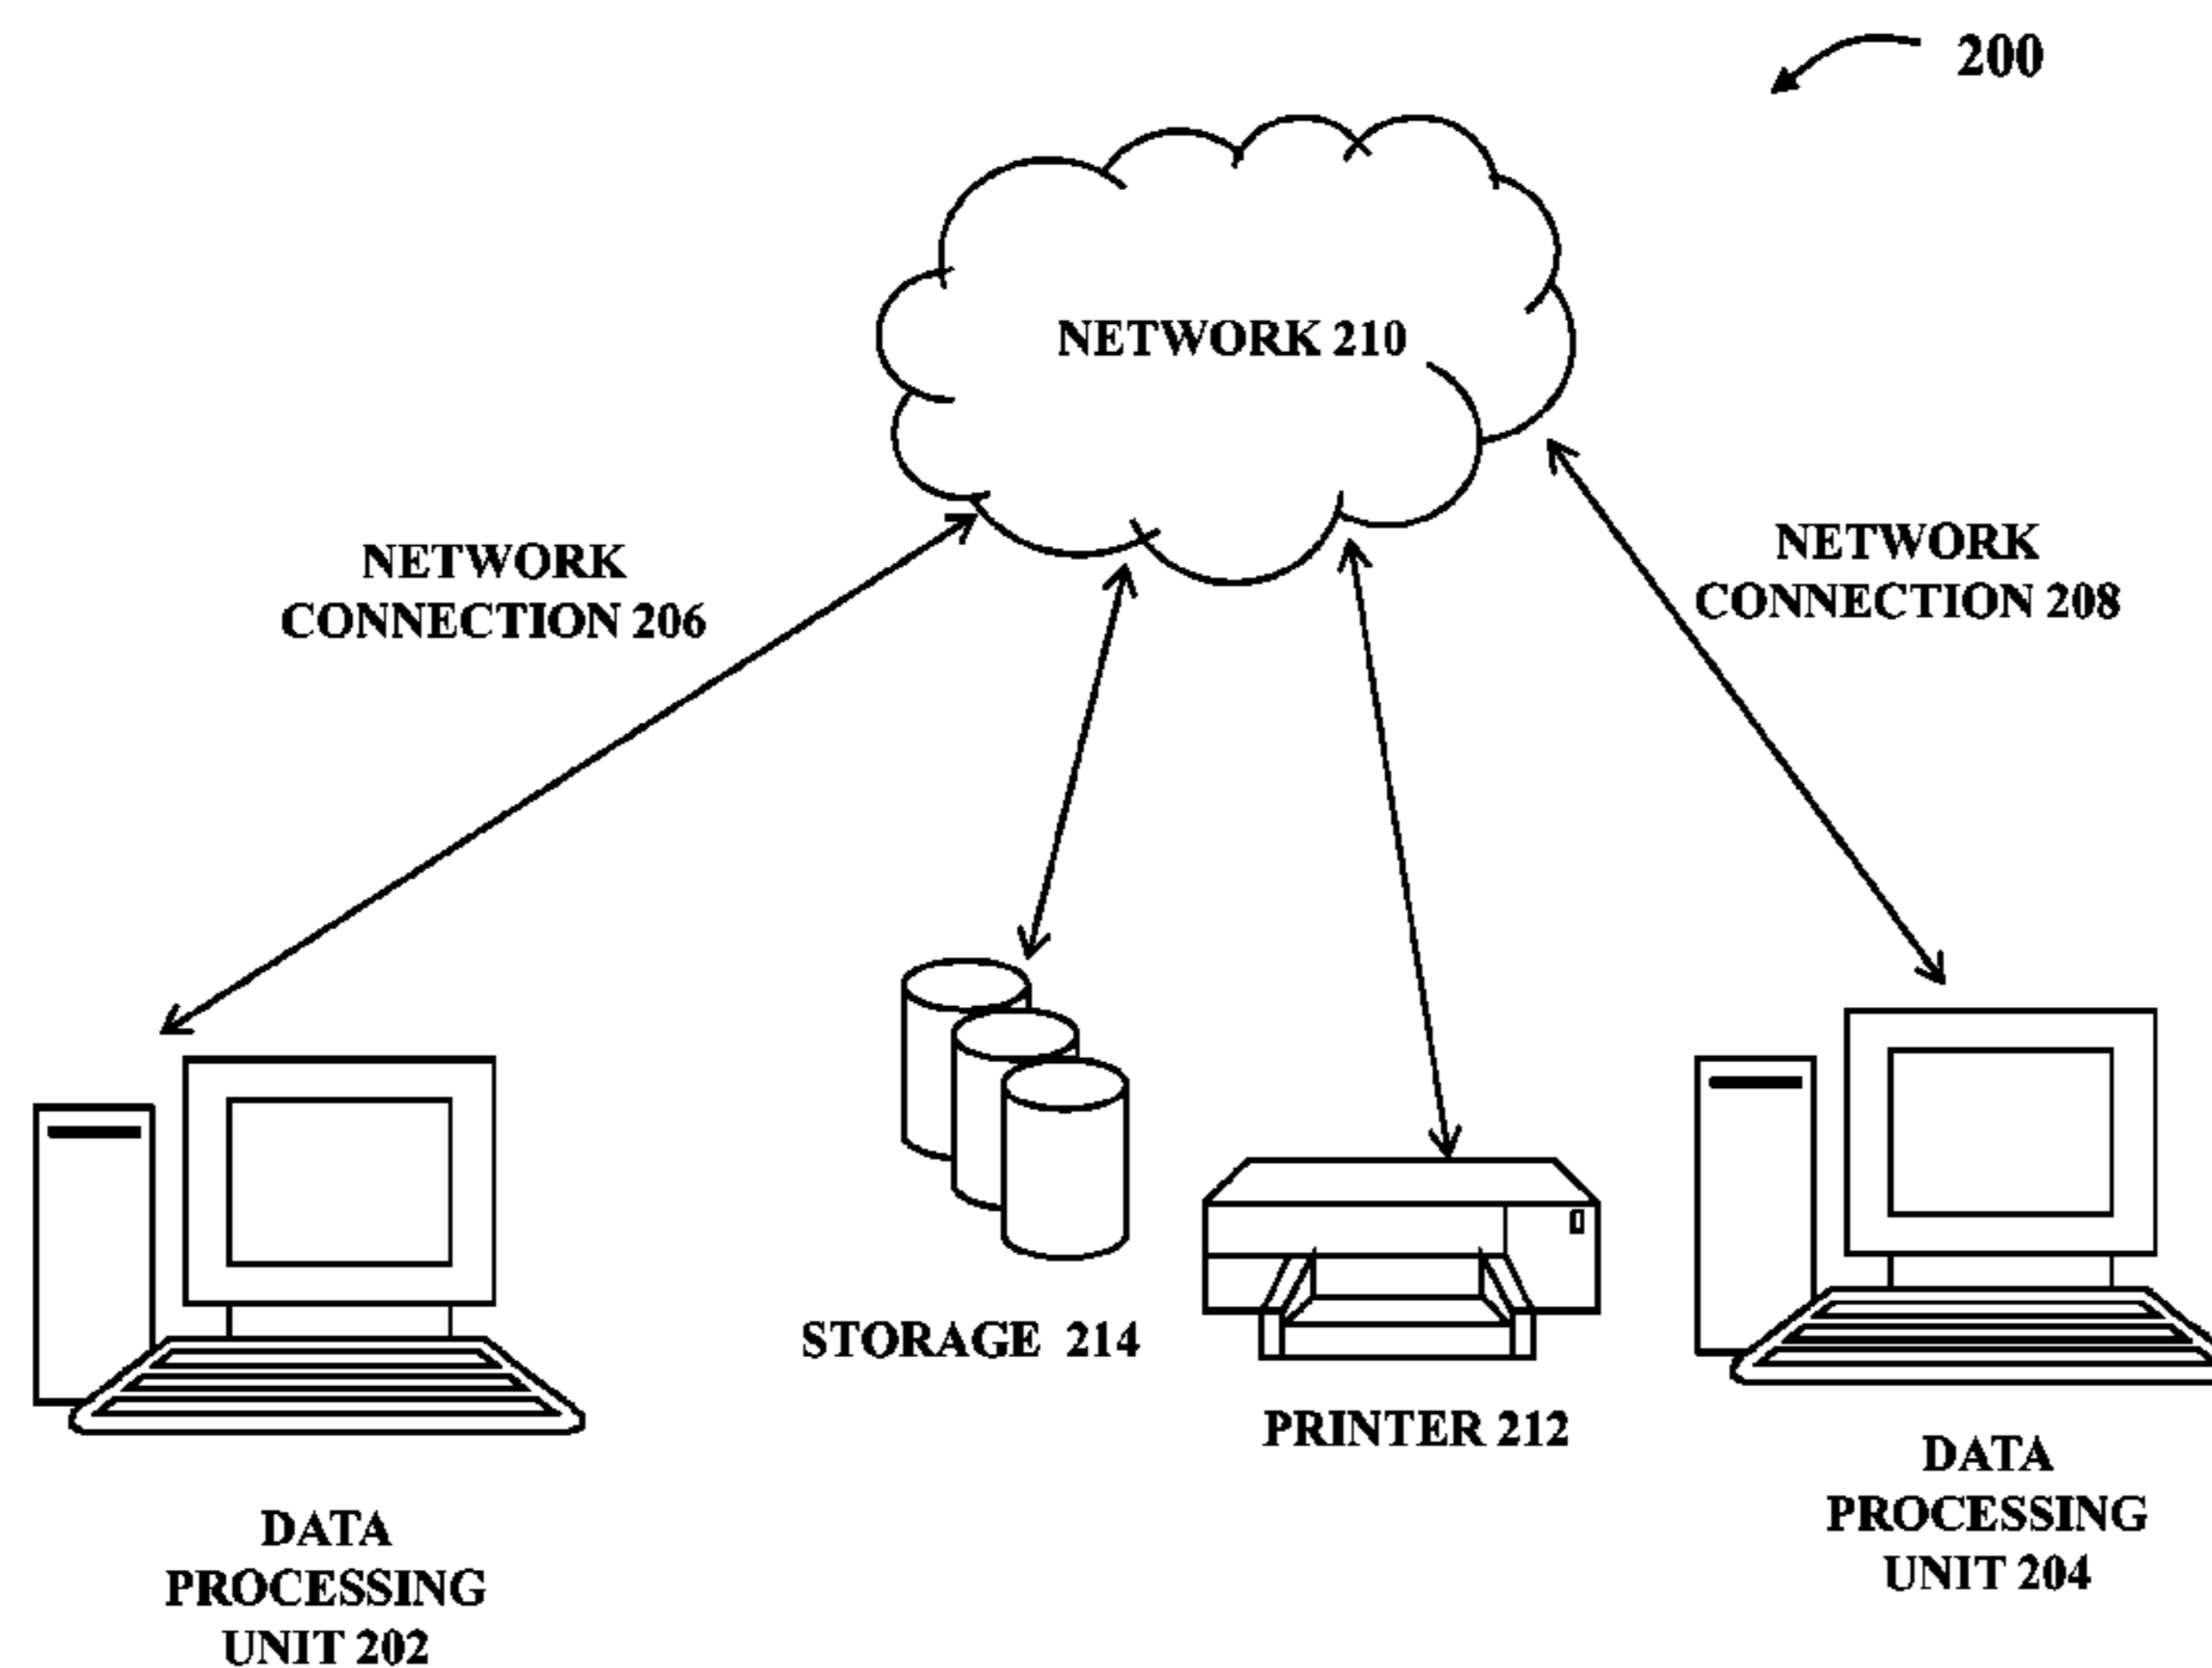 200
NETWORK 210
NETWORK
CONNECTION 206
NETWORK
CONNECTION 208
STORAGE 214
PRINTER 212
DATA
PROCESSING
UNIT 202
DATA
PROCESSING
UNIT 204